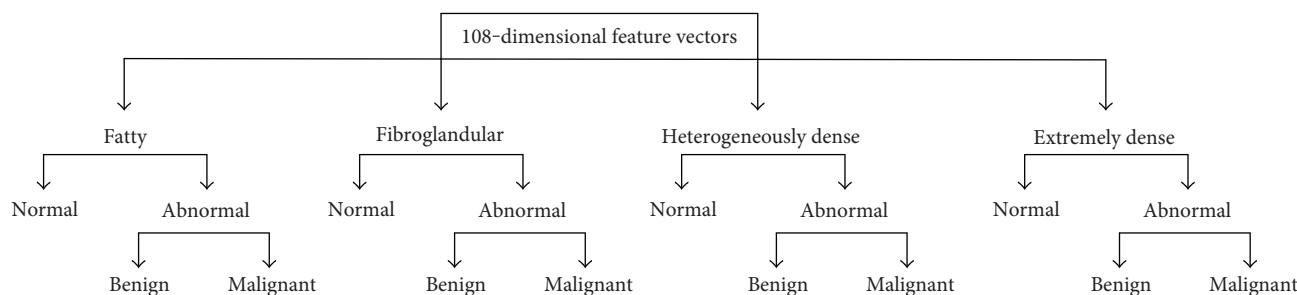 108-dimensional feature vectors
Fatty
Fibroglandular
Heterogeneously dense
Extremely dense
Normal
Abnormal
Normal
Abnormal
Normal
Abnormal
Normal
Abnormal
Benign
Malignant
Benign
Malignant
Benign
Malignant
Benign
Malignant